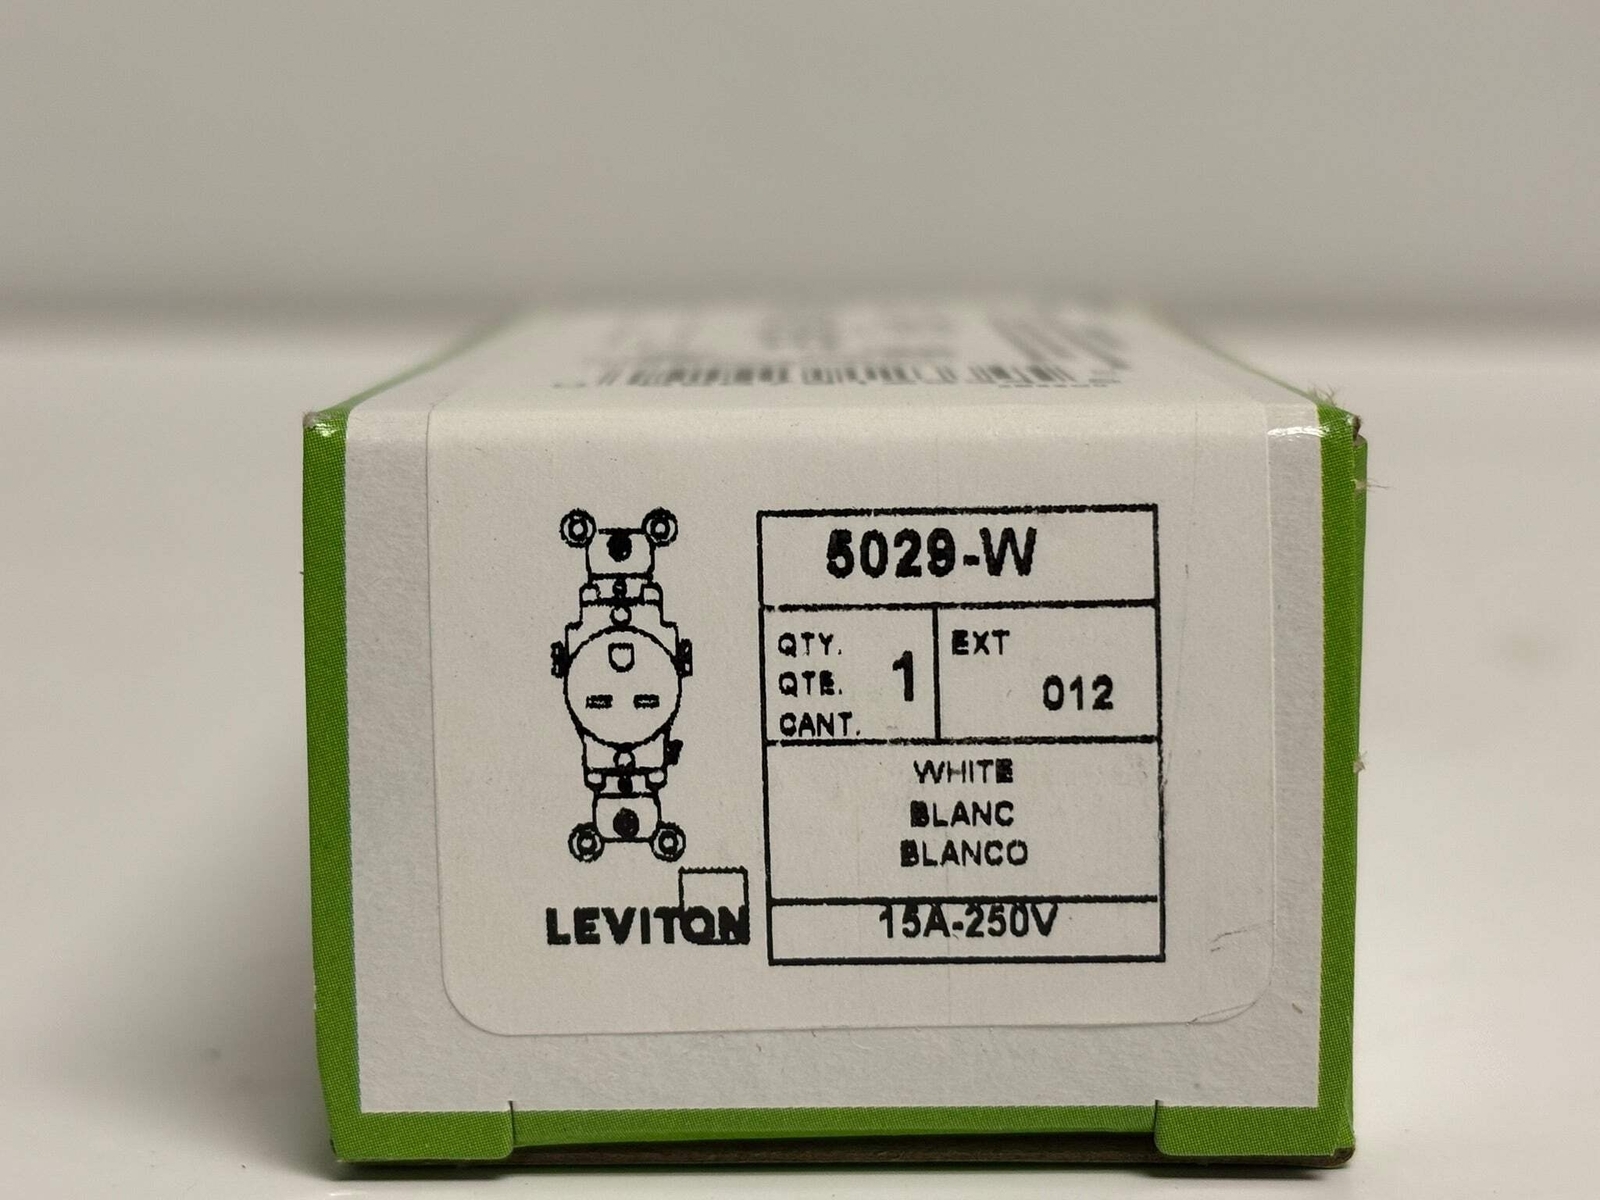 5029-W
QTY.
QTE.
CANT.
1
EXT
012
WHITE
BLANC
BLANCO
LEVITON
15A-250V